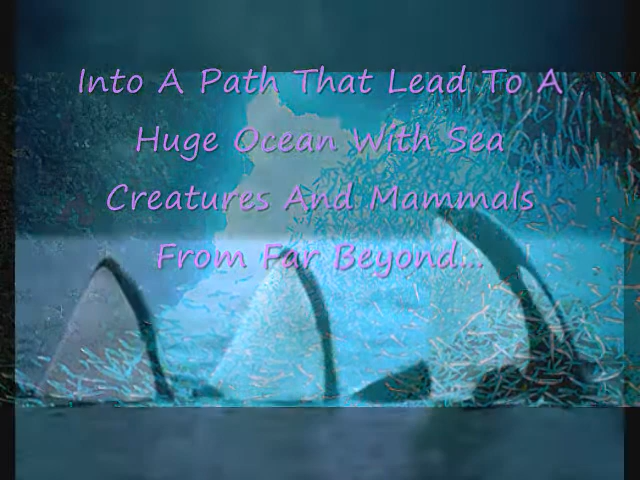 Into A Path That Lead To A
Huge Ocean With Sea
Creatures And Mammals
From Far Beyond...